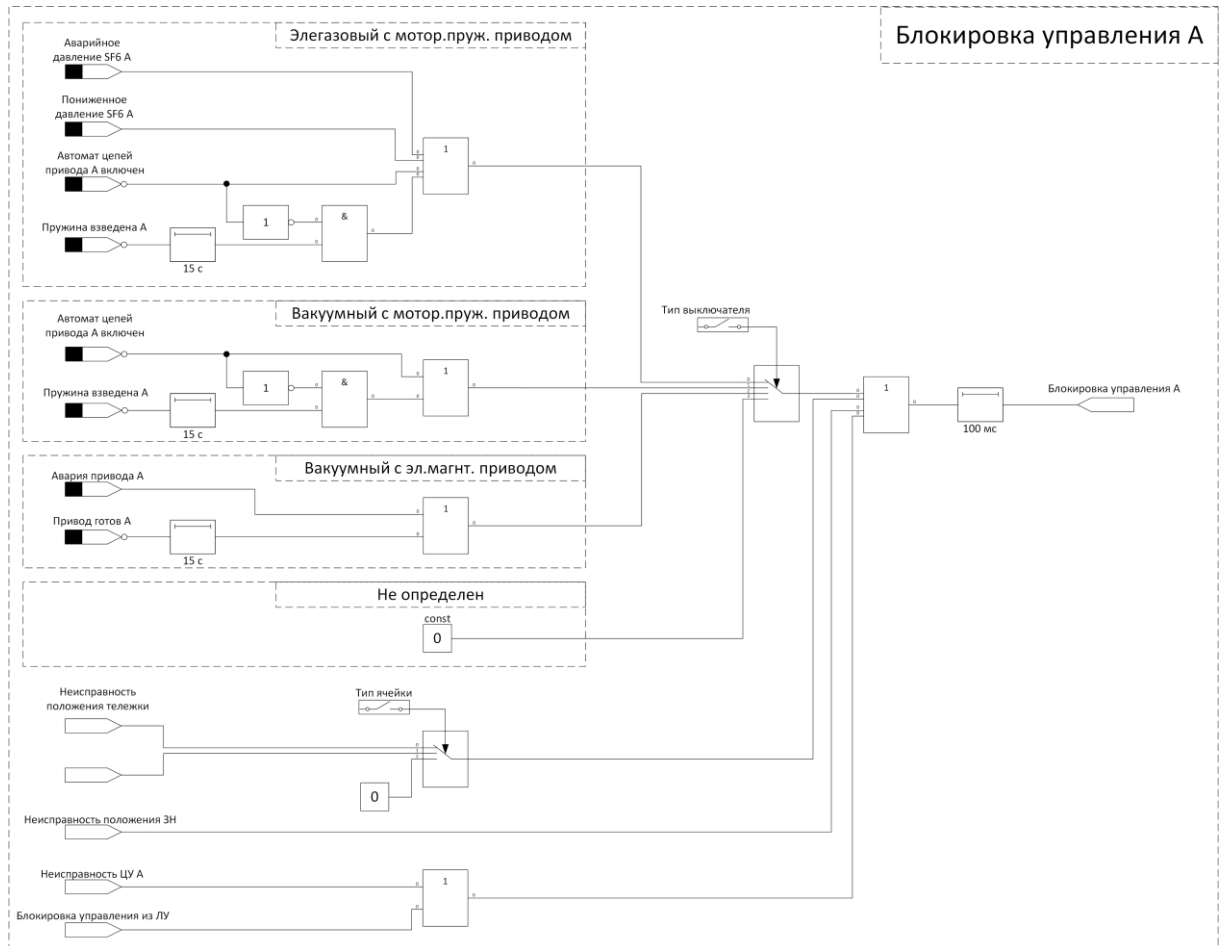 Блокировка управления А
Элегазовый с мотор.пруж. приводом
Аварийное
давление SF6 А
Пониженное
давление SF6 А
Автомат цепей
привода А включен
Пружина взведена А
15 с
1
&
1
Вакуумный с мотор.пруж. приводом
Автомат цепей
привода А включен
Пружина взведена А
15 с
1
&
1
Тип выключателя
1
100 мс
Блокировка управления А
Вакуумный с эл.магнт. приводом
Авария привода А
Привод готов А
15 с
1
Не определен
const
0
Неисправность
положения тележки
Тип ячейки
0
Неисправность положения ЗН
Неисправность ЦУ А
1
Блокировка управления из ЛУ